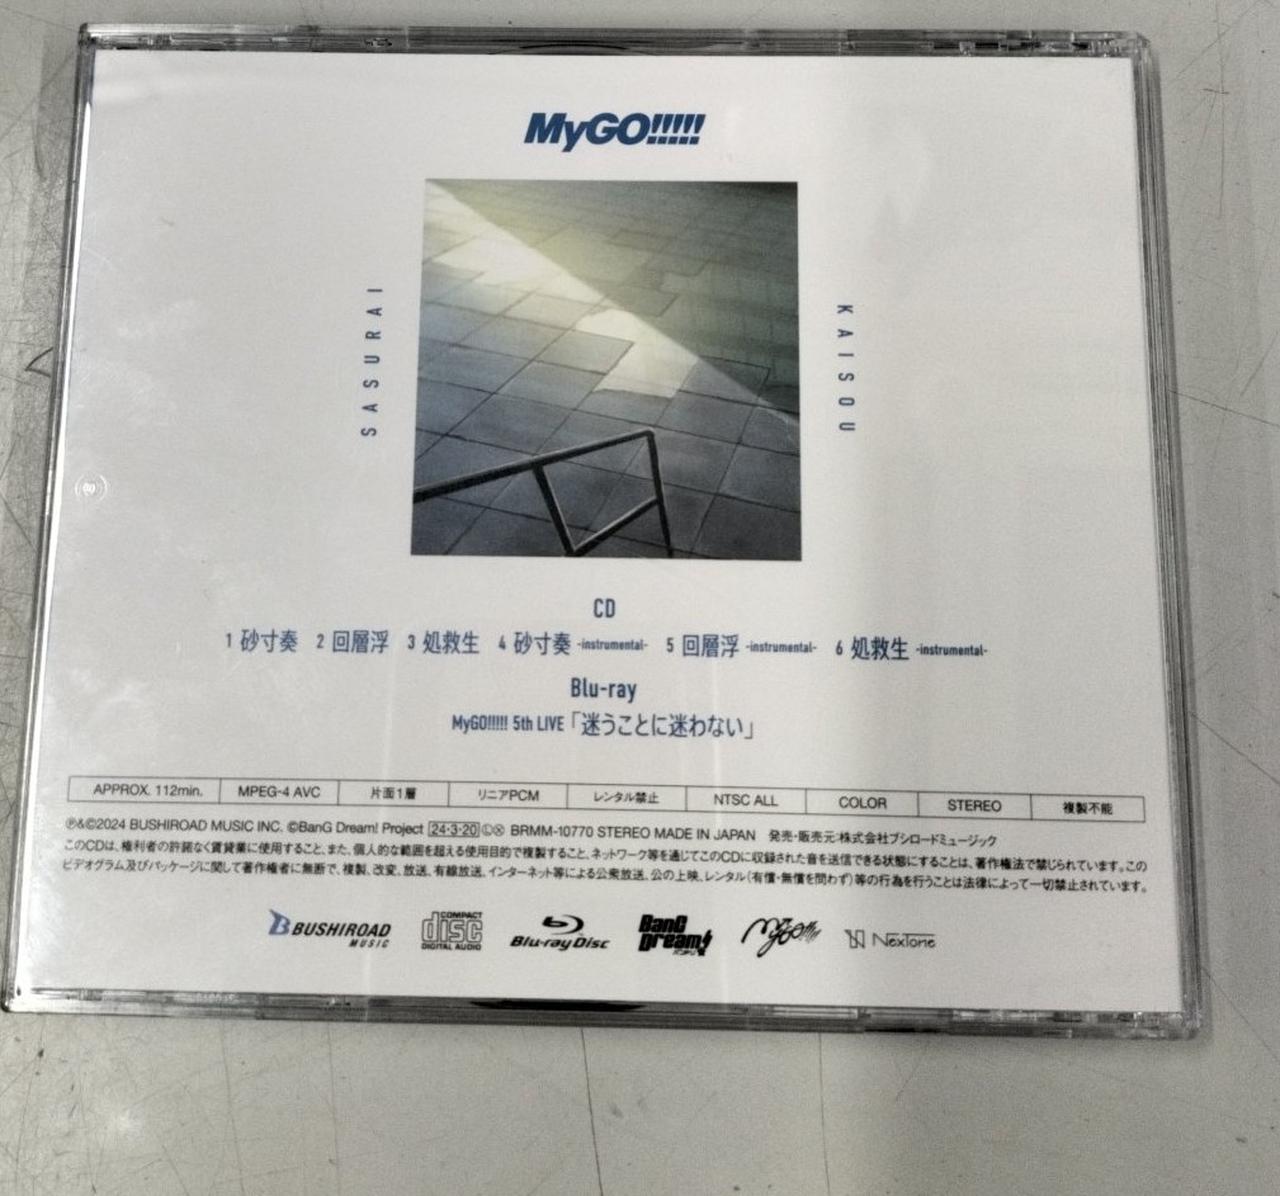 MyGO!!!!!
SASURAI
KAISOU
CD
1 砂寸奏 2 回層浮 3 処救生 4 砂寸奏 -instrumental- 5 回層浮 -instrumental- 6 処救生 -instrumental-
Blu-ray
MyGO!!!!! 5th LIVE「迷うことに迷わない」
APPROX. 112min. MPEG-4 AVC 片面1層 リニアPCM レンタル禁止 NTSC ALL COLOR STEREO 複製不能
℗&©2024 BUSHIROAD MUSIC INC. ©BanG Dream! Project 24·3·20 Ⓛ Ⓧ BRMM-10770 STEREO MADE IN JAPAN 発売・販売元:株式会社ブシロードミュージック
このCDは、権利者の許諾なく賃貸業に使用すること、また、個人的な範囲を超える使用目的で複製すること、ネットワーク等を通じてこのCDに収録された音を送信できる状態にすることは、著作権法で禁じられています。この
ビデオグラム及びパッケージに関して著作権者に無断で、複製、改変、放送、有線放送、インターネット等による公衆放送、公の上映、レンタル(有償・無償を問わず)等の行為を行うことは法律によって一切禁止されています。
BUSHIROAD MUSIC COMPACT disc DIGITAL AUDIO Blu-ray Disc BanG Dream! バンドリ! MyGO!!!!! NexTone